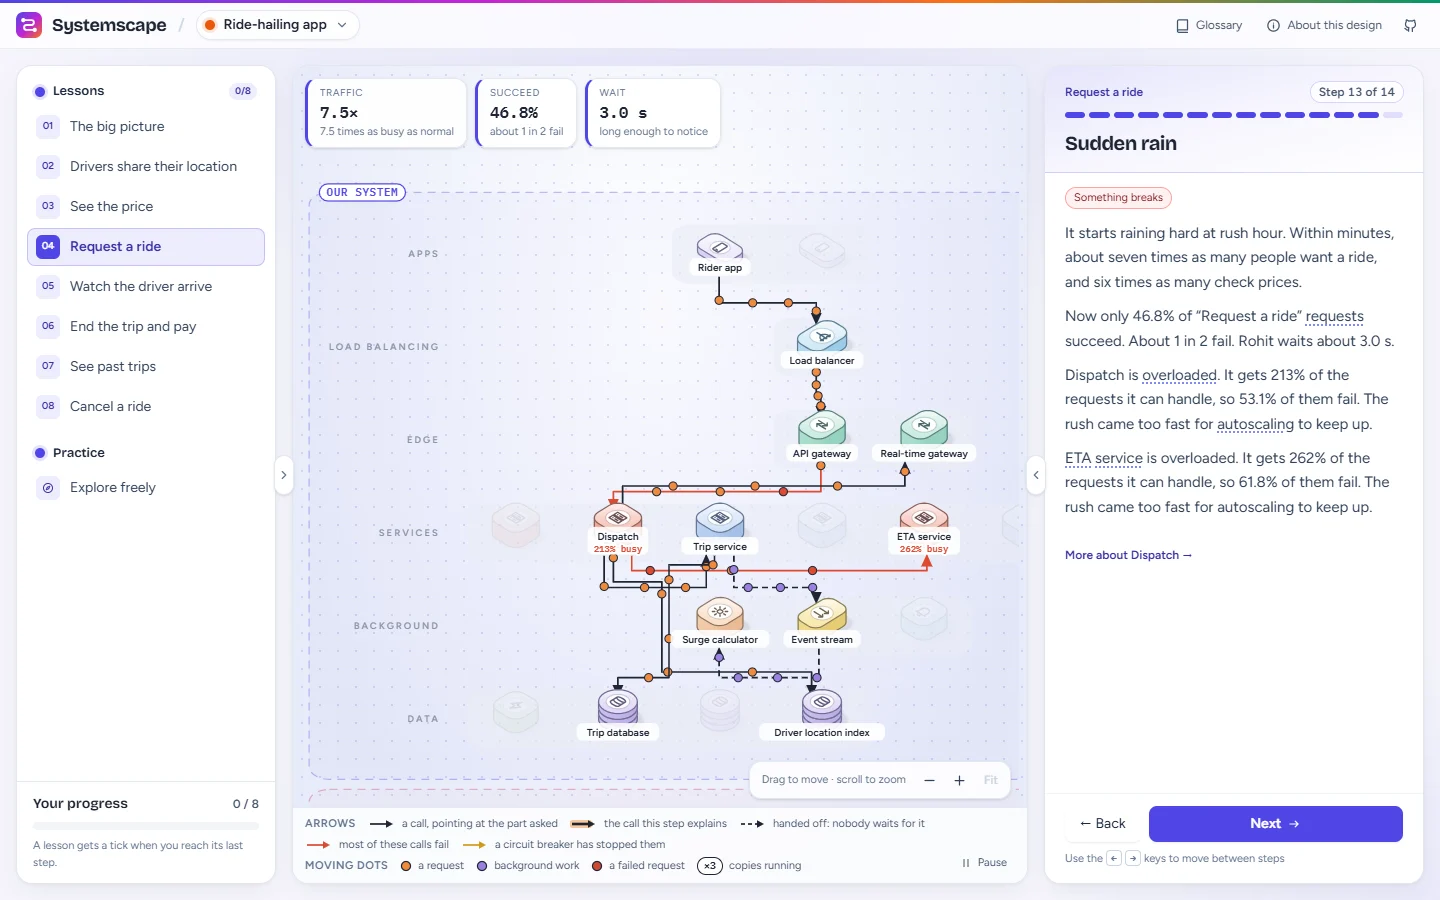 Systemscape / Ride-hailing app
Glossary
About this design
Lessons 0/8
01 The big picture
02 Drivers share their location
03 See the price
04 Request a ride
05 Watch the driver arrive
06 End the trip and pay
07 See past trips
08 Cancel a ride
Practice
Explore freely
Your progress 0 / 8
A lesson gets a tick when you reach its last
step.
TRAFFIC
7.5×
7.5 times as busy as normal
SUCCEED
46.8%
about 1 in 2 fail
WAIT
3.0 s
long enough to notice
OUR SYSTEM
APPS
Rider app
LOAD BALANCING
Load balancer
EDGE
API gateway
Real-time gateway
SERVICES
Dispatch
213% busy
Trip service
ETA service
262% busy
BACKGROUND
Surge calculator
Event stream
DATA
Trip database
Driver location index
Drag to move · scroll to zoom − + Fit
ARROWS a call, pointing at the part asked the call this step explains handed off: nobody waits for it
most of these calls fail a circuit breaker has stopped them
MOVING DOTS a request background work a failed request ×3 copies running
Pause
Request a ride Step 13 of 14
Sudden rain
Something breaks
It starts raining hard at rush hour. Within minutes,
about seven times as many people want a ride,
and six times as many check prices.
Now only 46.8% of “Request a ride” requests
succeed. About 1 in 2 fail. Rohit waits about 3.0 s.
Dispatch is overloaded. It gets 213% of the
requests it can handle, so 53.1% of them fail. The
rush came too fast for autoscaling to keep up.
ETA service is overloaded. It gets 262% of the
requests it can handle, so 61.8% of them fail. The
rush came too fast for autoscaling to keep up.
More about Dispatch →
← Back
Next →
Use the ← → keys to move between steps